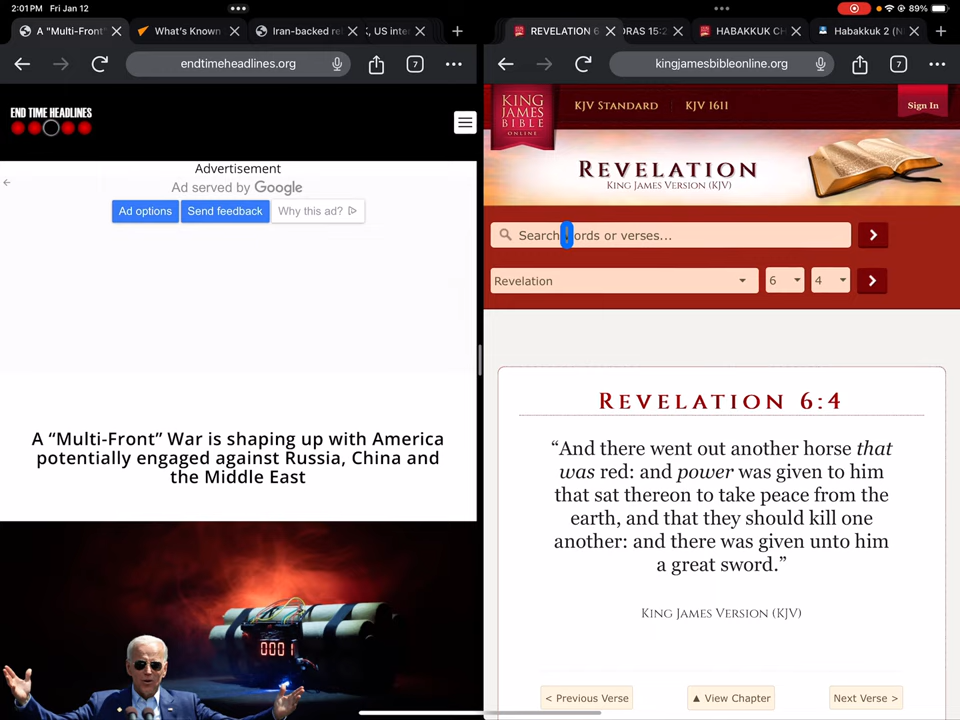 2:01 PM Fri Jan 12
89%
A "Multi-Front"
What's Known
Iran-backed re
, US inte
endtimeheadlines.org
7
END TIME HEADLINES
Advertisement
Ad served by Google
Ad options
Send feedback
Why this ad?
A “Multi-Front” War is shaping up with America
potentially engaged against Russia, China and
the Middle East
0001
REVELATION 6
DRAS 15:2
HABAKKUK CH
Habakkuk 2 (N
kingjamesbibleonline.org
7
KING
JAMES
BIBLE
ONLINE
KJV STANDARD
KJV 1611
Sign In
REVELATION
KING JAMES VERSION (KJV)
Search words or verses...
Revelation
6
4
REVELATION 6:4
“And there went out another horse that
was red: and power was given to him
that sat thereon to take peace from the
earth, and that they should kill one
another: and there was given unto him
a great sword.”
KING JAMES VERSION (KJV)
< Previous Verse
▲ View Chapter
Next Verse >